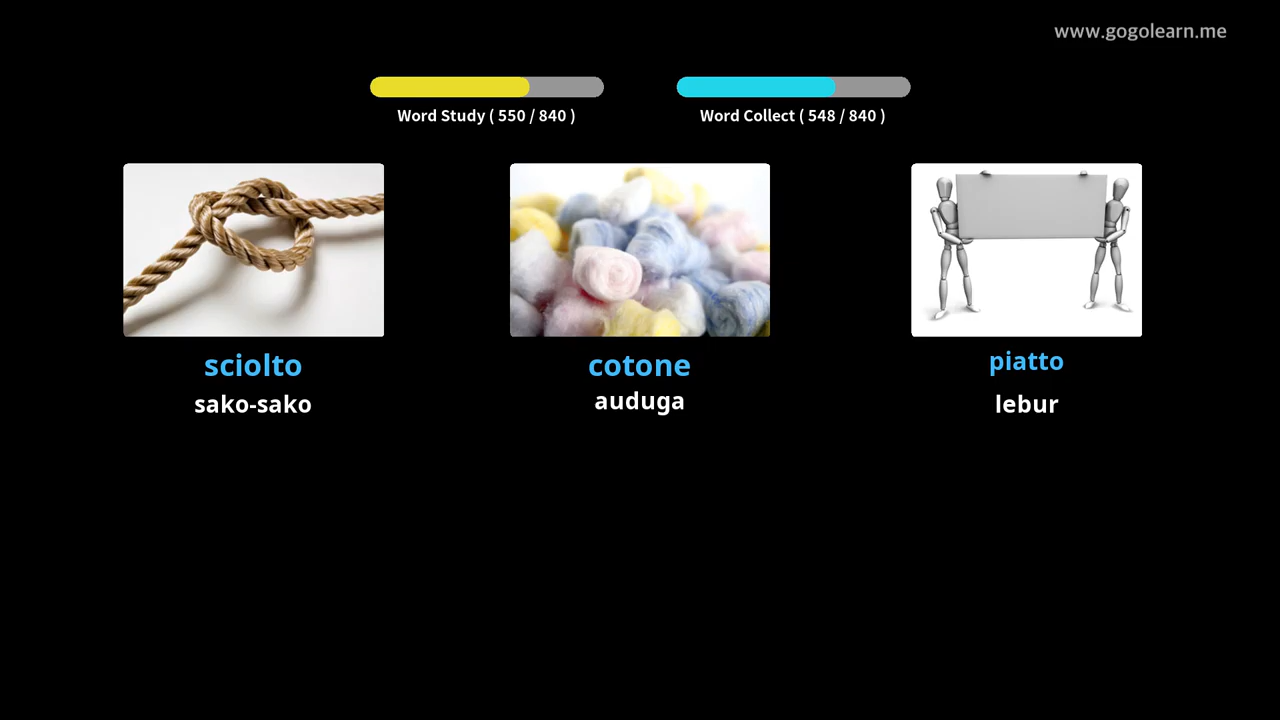 www.gogolearn.me
Word Study ( 550 / 840 )
Word Collect ( 548 / 840 )
sciolto
cotone
piatto
sako-sako
auduga
lebur